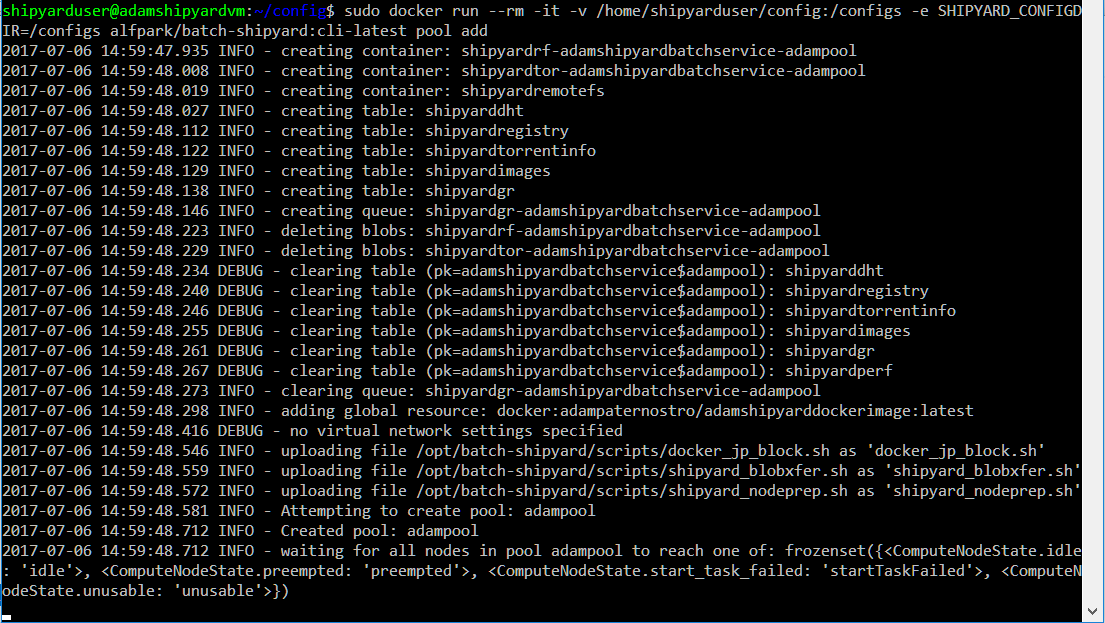 shipyarduser@adamshipyardvm:~/config$ sudo docker run --rm -it -v /home/shipyarduser/config:/configs -e SHIPYARD_CONFIGD
IR=/configs alfpark/batch-shipyard:cli-latest pool add
2017-07-06 14:59:47.935 INFO - creating container: shipyardrf-adamshipyardbatchservice-adampool
2017-07-06 14:59:48.008 INFO - creating container: shipyardtor-adamshipyardbatchservice-adampool
2017-07-06 14:59:48.019 INFO - creating container: shipyardremotefs
2017-07-06 14:59:48.027 INFO - creating table: shipyarddht
2017-07-06 14:59:48.112 INFO - creating table: shipyardregistry
2017-07-06 14:59:48.122 INFO - creating table: shipyardtorrentinfo
2017-07-06 14:59:48.129 INFO - creating table: shipyardimages
2017-07-06 14:59:48.138 INFO - creating table: shipyardgr
2017-07-06 14:59:48.146 INFO - creating queue: shipyardgr-adamshipyardbatchservice-adampool
2017-07-06 14:59:48.223 INFO - deleting blobs: shipyardrf-adamshipyardbatchservice-adampool
2017-07-06 14:59:48.229 INFO - deleting blobs: shipyardtor-adamshipyardbatchservice-adampool
2017-07-06 14:59:48.234 DEBUG - clearing table (pk=adamshipyardbatchservice$adampool): shipyarddht
2017-07-06 14:59:48.240 DEBUG - clearing table (pk=adamshipyardbatchservice$adampool): shipyardregistry
2017-07-06 14:59:48.246 DEBUG - clearing table (pk=adamshipyardbatchservice$adampool): shipyardtorrentinfo
2017-07-06 14:59:48.255 DEBUG - clearing table (pk=adamshipyardbatchservice$adampool): shipyardimages
2017-07-06 14:59:48.261 DEBUG - clearing table (pk=adamshipyardbatchservice$adampool): shipyardgr
2017-07-06 14:59:48.267 DEBUG - clearing table (pk=adamshipyardbatchservice$adampool): shipyardperf
2017-07-06 14:59:48.273 INFO - clearing queue: shipyardgr-adamshipyardbatchservice-adampool
2017-07-06 14:59:48.298 INFO - adding global resource: docker:adampaternostro/adamshipyarddockerimage:latest
2017-07-06 14:59:48.416 DEBUG - no virtual network settings specified
2017-07-06 14:59:48.546 INFO - uploading file /opt/batch-shipyard/scripts/docker_jp_block.sh as 'docker_jp_block.sh'
2017-07-06 14:59:48.559 INFO - uploading file /opt/batch-shipyard/scripts/shipyard_blobxfer.sh as 'shipyard_blobxfer.sh'
2017-07-06 14:59:48.572 INFO - uploading file /opt/batch-shipyard/scripts/shipyard_nodeprep.sh as 'shipyard_nodeprep.sh'
2017-07-06 14:59:48.581 INFO - Attempting to create pool: adampool
2017-07-06 14:59:48.712 INFO - Created pool: adampool
2017-07-06 14:59:48.712 INFO - waiting for all nodes in pool adampool to reach one of: frozenset({<ComputeNodeState.idle
: 'idle'>, <ComputeNodeState.preempted: 'preempted'>, <ComputeNodeState.start_task_failed: 'startTaskFailed'>, <ComputeN
odeState.unusable: 'unusable'>})